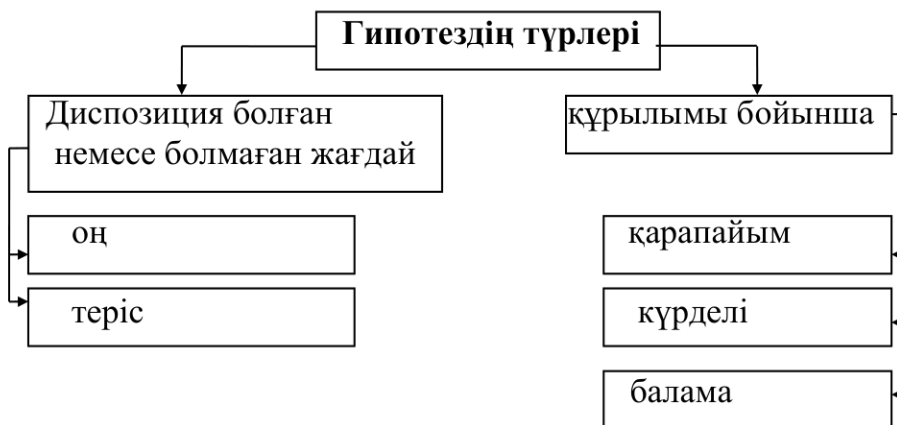 Гипотездің түрлері
Диспозиция болған
немесе болмаған жағдай
оң
теріс
құрылымы бойынша
қарапайым
күрделі
балама